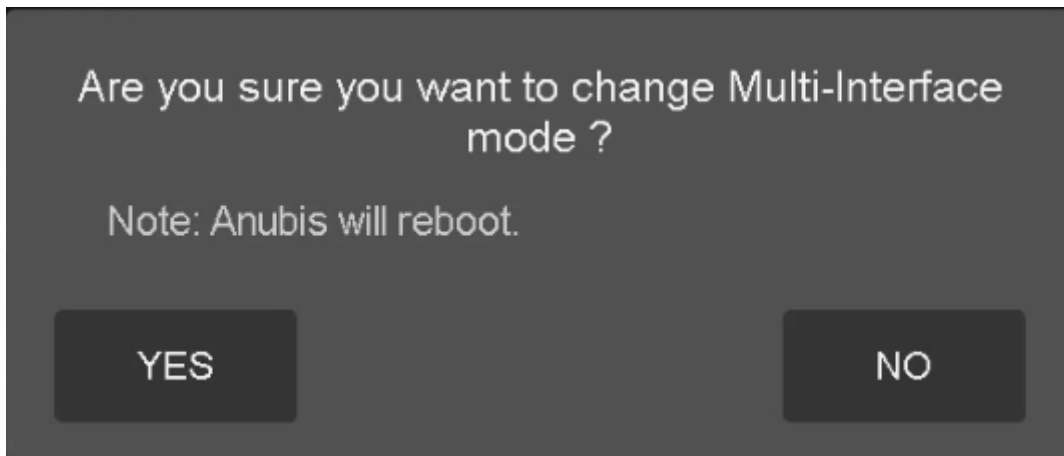 Are you sure you want to change Multi-Interface
mode ?
Note: Anubis will reboot.
YES
NO